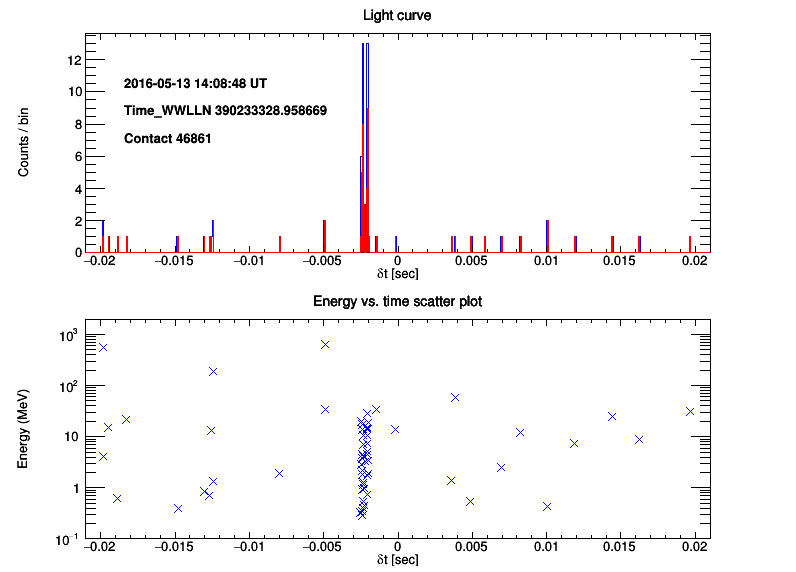 Light curve
Counts / bin
12
10
8
6
4
2
0
2016-05-13 14:08:48 UT
Time_WWLLN 390233328.958669
Contact 46861
−0.02 −0.015 −0.01 −0.005 0 0.005 0.01 0.015 0.02
δt [sec]
Energy vs. time scatter plot
Energy (MeV)
10³
10²
10
1
10⁻¹
−0.02 −0.015 −0.01 −0.005 0 0.005 0.01 0.015 0.02
δt [sec]